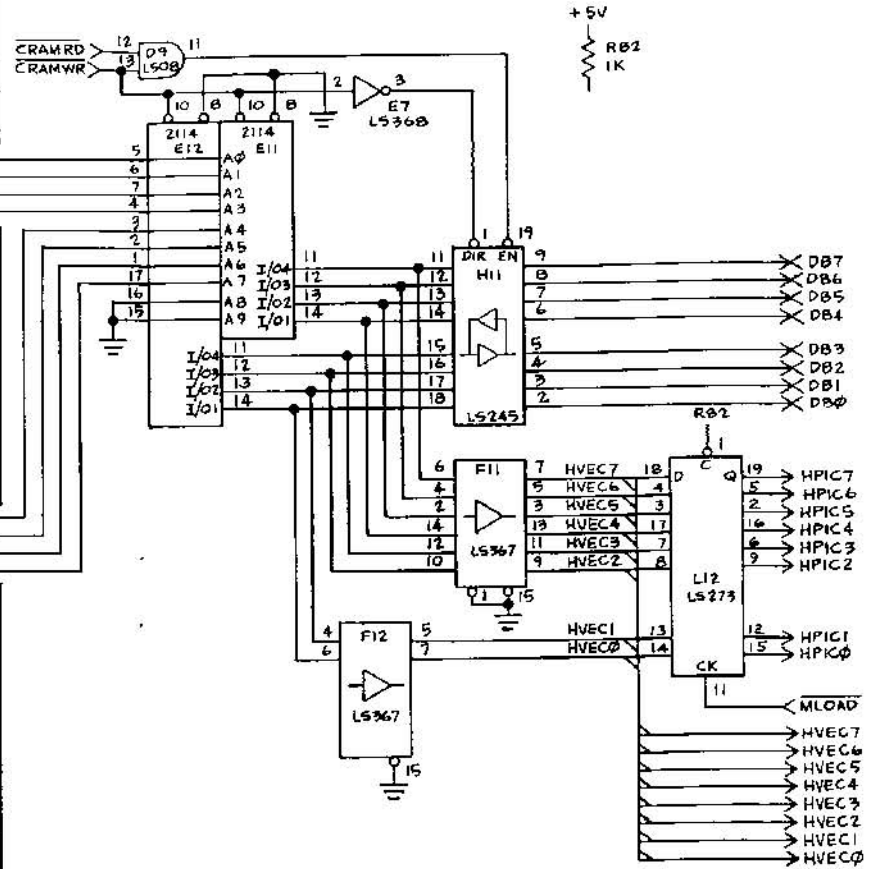 +5V
RB2
1K
CRAMRD
12
D9
LS08
11
CRAMWR
13
10
8
10
8
2
3
E7
LS368
2114
E12
2114
E11
5
A0
6
A1
7
A2
4
A3
3
A4
2
A5
1
A6
17
A7
16
A8
15
A9
I/O4
11
I/O3
12
I/O2
13
I/O1
14
I/O4
11
I/O3
12
I/O2
13
I/O1
14
1
19
DIR
EN
H11
11
12
13
14
15
16
17
18
LS245
9
DB7
8
DB6
7
DB5
6
DB4
5
DB3
4
DB2
3
DB1
2
DBØ
RB2
1
C
F11
LS367
6
7
HVEC7
18
D
Q
19
HPIC7
4
5
HVEC6
4
5
HPIC6
2
3
HVEC5
3
2
HPIC5
14
13
HVEC4
17
16
HPIC4
12
11
HVEC3
7
6
HPIC3
10
9
HVEC2
8
9
HPIC2
1
15
L12
LS273
F12
LS367
4
5
HVEC1
13
12
HPIC1
6
7
HVECØ
14
15
HPICØ
CK
11
MLOAD
15
HVEC7
HVEC6
HVEC5
HVEC4
HVEC3
HVEC2
HVEC1
HVECØ